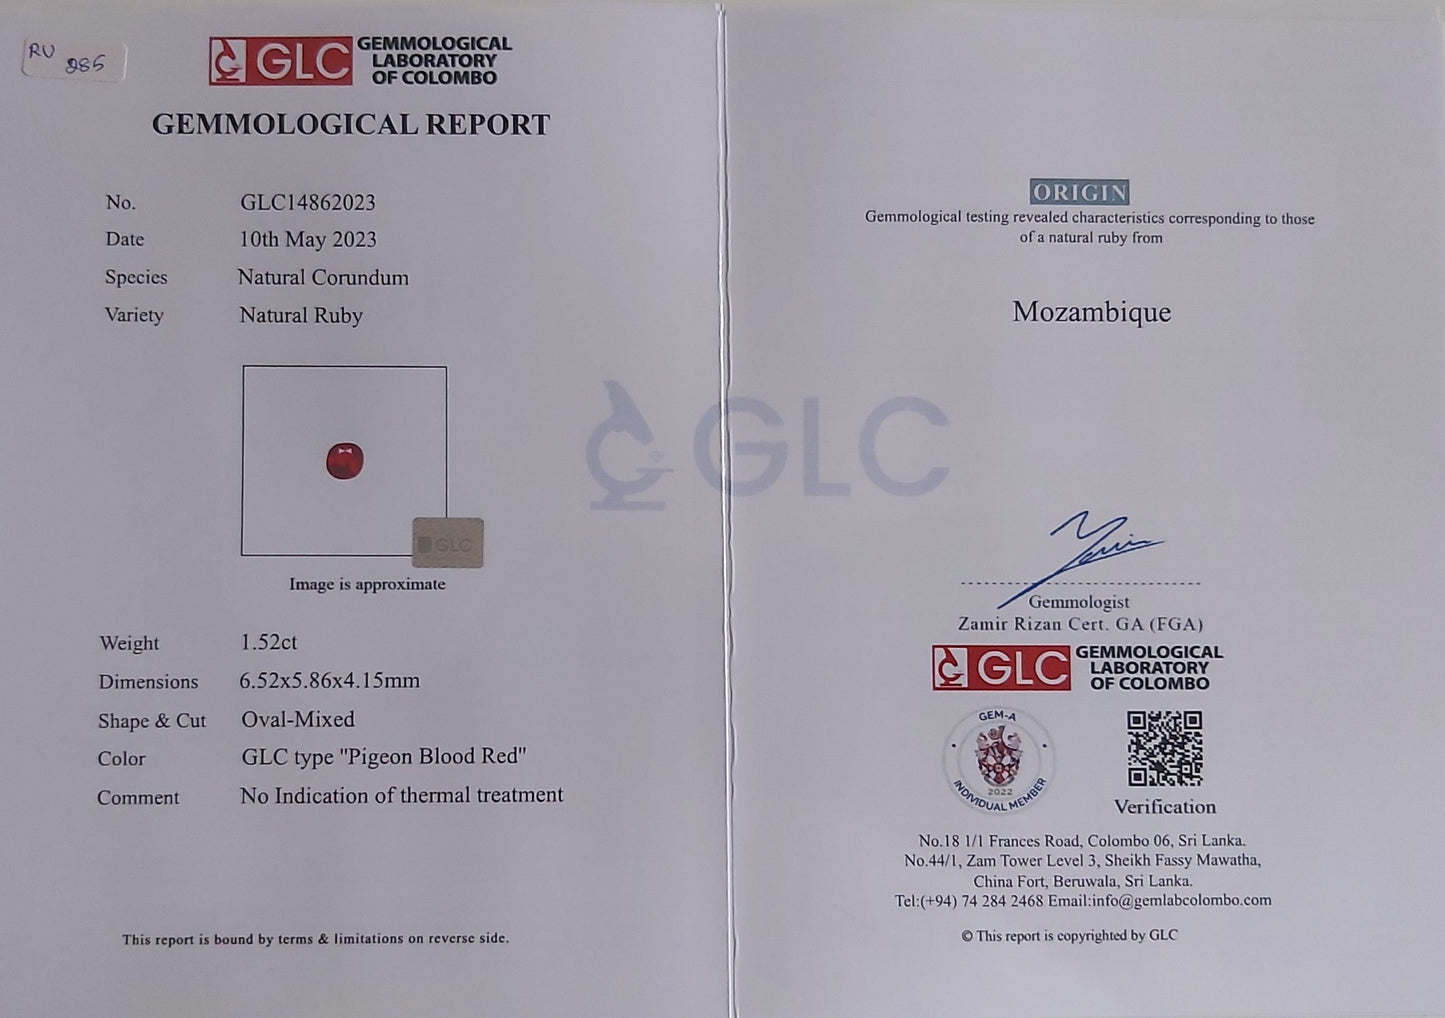 RU 285
GLC GEMMOLOGICAL
LABORATORY
OF COLOMBO
GEMMOLOGICAL REPORT
No. GLC14862023
Date 10th May 2023
Species Natural Corundum
Variety Natural Ruby
GLC
Image is approximate
Weight 1.52ct
Dimensions 6.52x5.86x4.15mm
Shape & Cut Oval-Mixed
Color GLC type "Pigeon Blood Red"
Comment No Indication of thermal treatment
This report is bound by terms & limitations on reverse side.
GLC
ORIGIN
Gemmological testing revealed characteristics corresponding to those
of a natural ruby from
Mozambique
Gemmologist
Zamir Rizan Cert. GA (FGA)
GLC GEMMOLOGICAL
LABORATORY
OF COLOMBO
GEM-A
2022
INDIVIDUAL MEMBER
Verification
No.18 1/1 Frances Road, Colombo 06, Sri Lanka.
No.44/1, Zam Tower Level 3, Sheikh Fassy Mawatha,
China Fort, Beruwala, Sri Lanka.
Tel:(+94) 74 284 2468 Email:info@gemlabcolombo.com
© This report is copyrighted by GLC